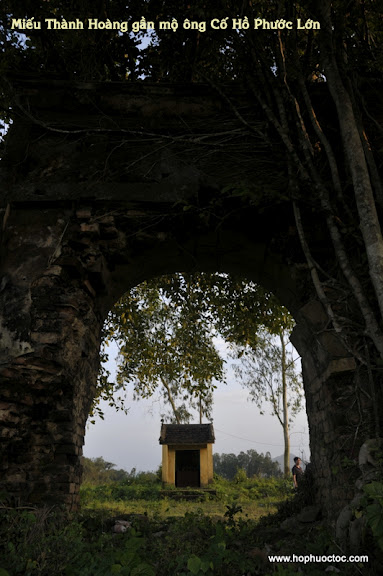 Miếu Thành Hoàng gần mộ ông Cố Hồ Phước Lớn
www.hophuoctoc.com